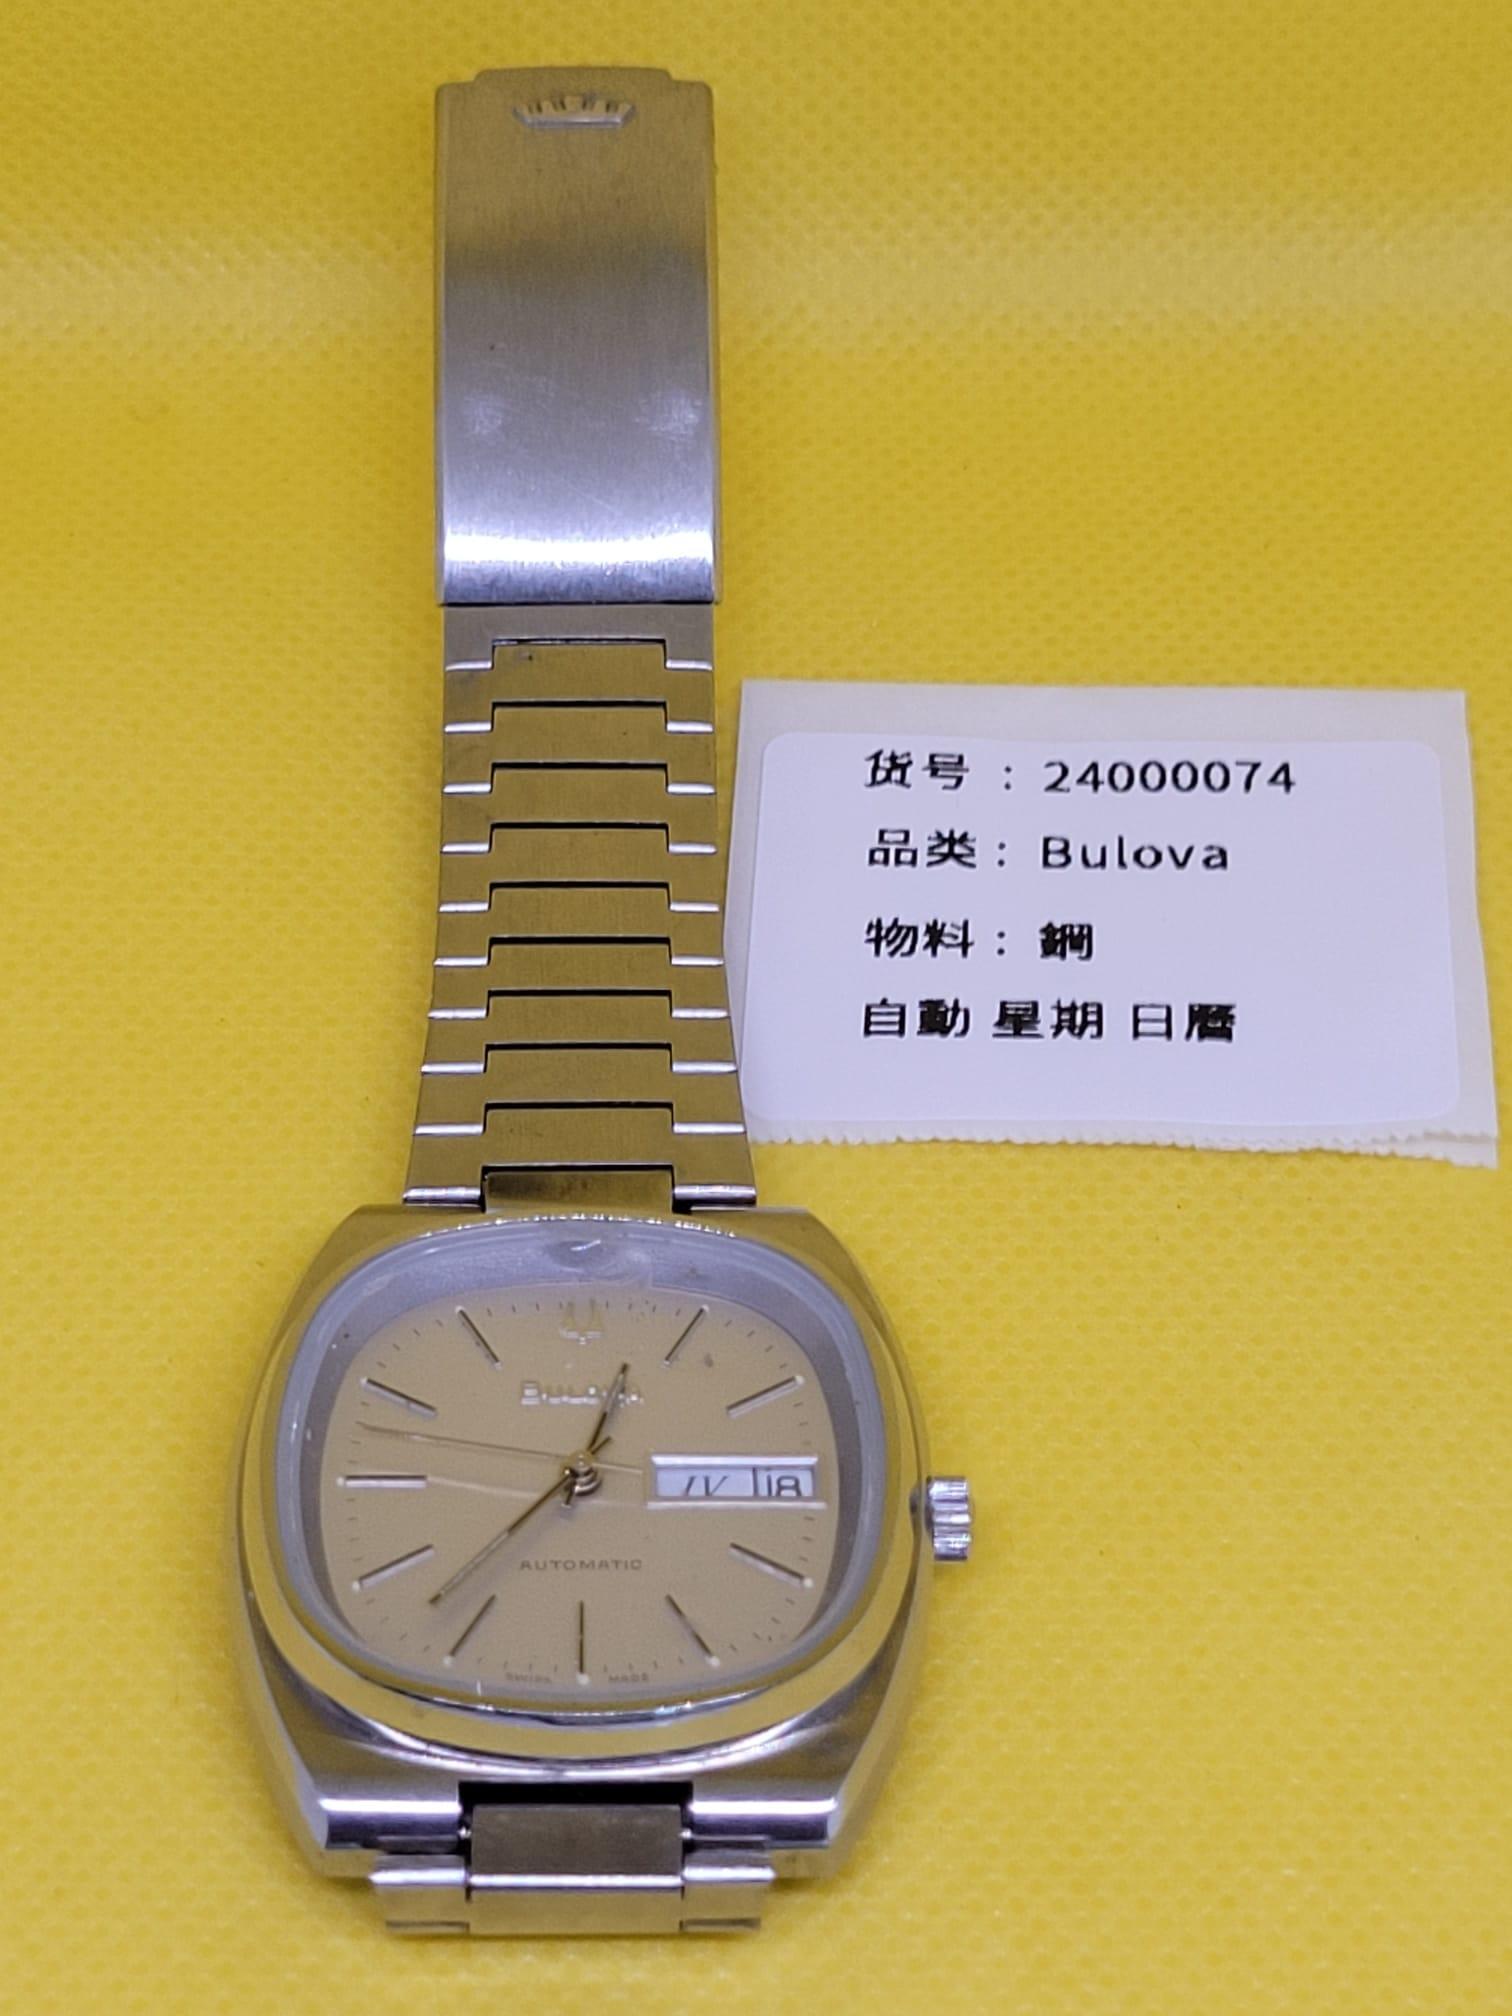 货号：24000074
品类：Bulova
物料：鋼
自動 星期 日曆
BULOVA
IV 18
AUTOMATIC
SWISS MADE